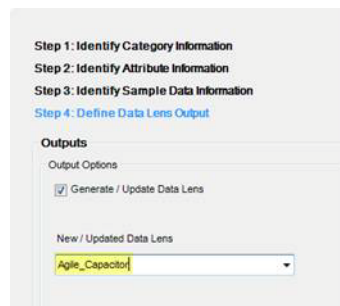 Step 1: Identify Category Information
Step 2: Identify Attribute Information
Step 3: Identify Sample Data Information
Step 4: Define Data Lens Output
Outputs
Output Options
Generate / Update Data Lens
New / Updated Data Lens
Agile_Capacitor